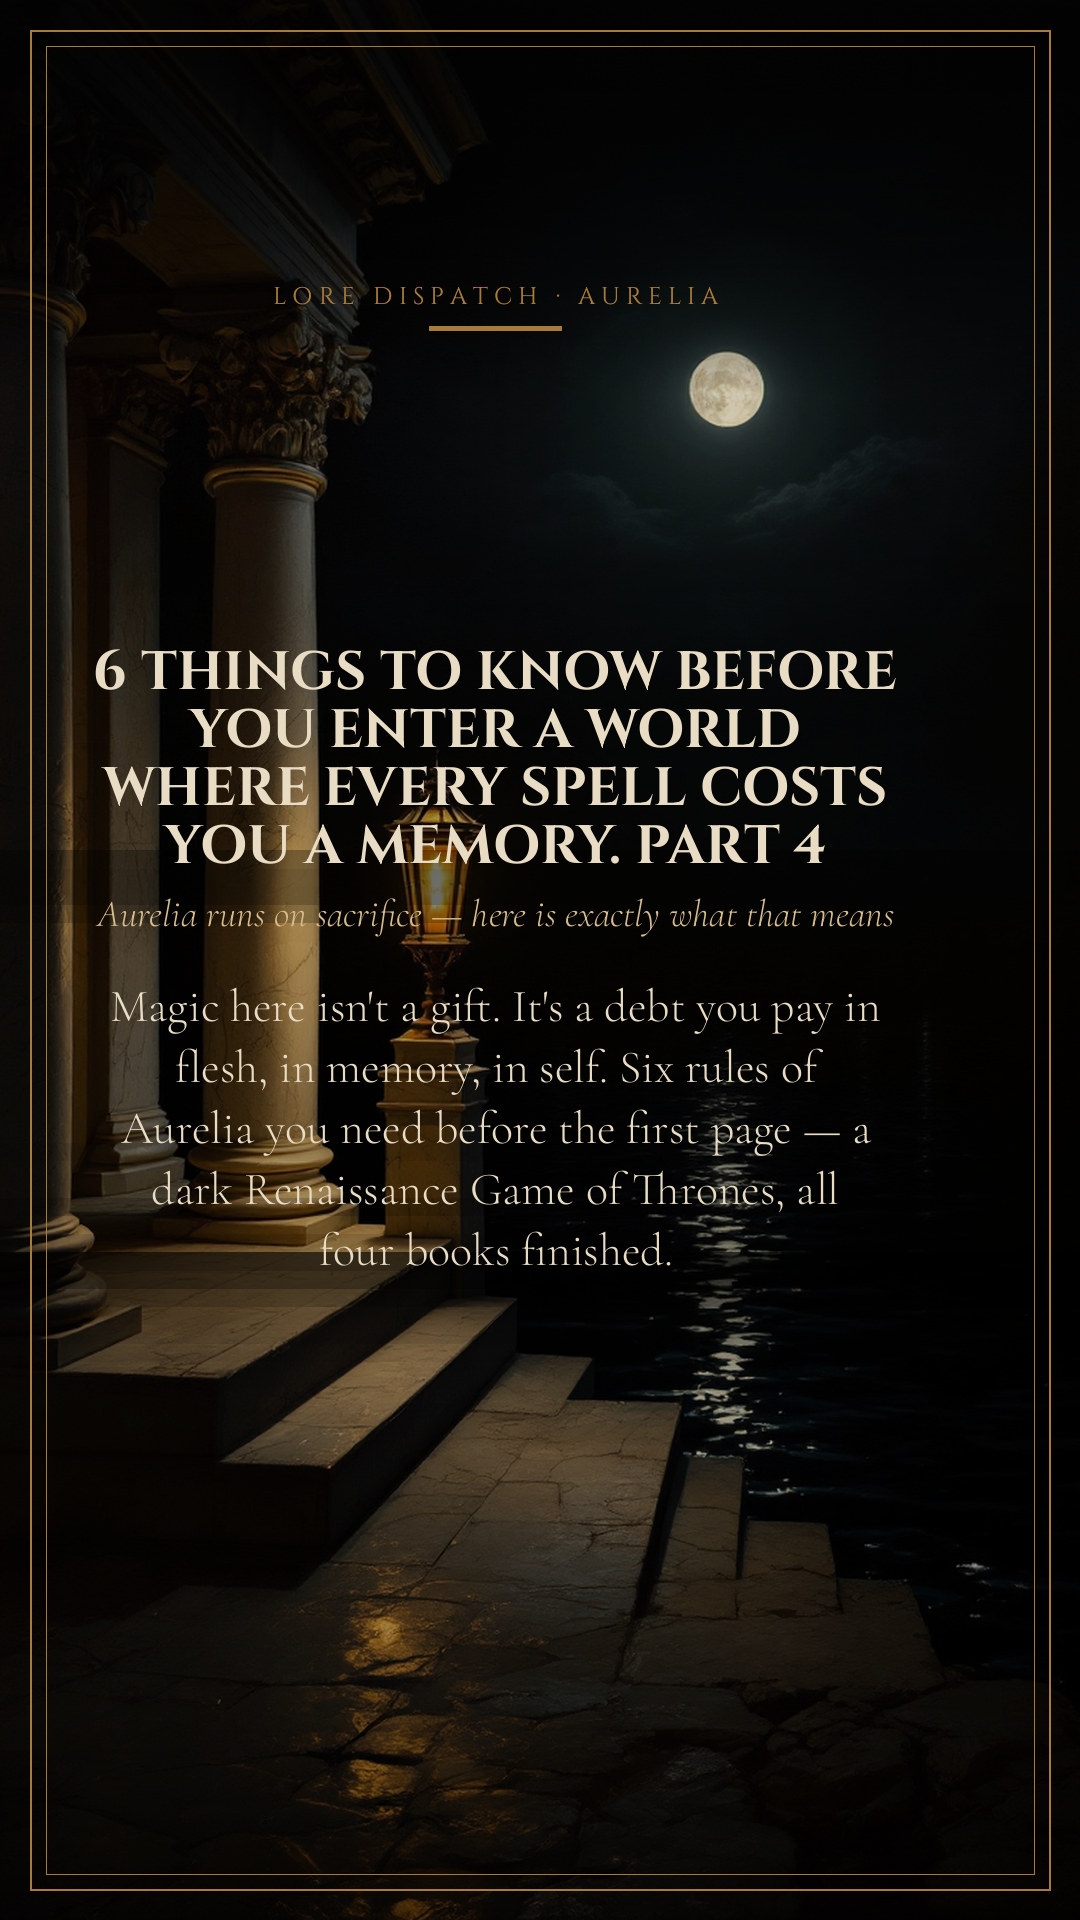 LORE DISPATCH · AURELIA
6 THINGS TO KNOW BEFORE
YOU ENTER A WORLD
WHERE EVERY SPELL COSTS
YOU A MEMORY. PART 4
Aurelia runs on sacrifice — here is exactly what that means
Magic here isn't a gift. It's a debt you pay in
flesh, in memory, in self. Six rules of
Aurelia you need before the first page — a
dark Renaissance Game of Thrones, all
four books finished.